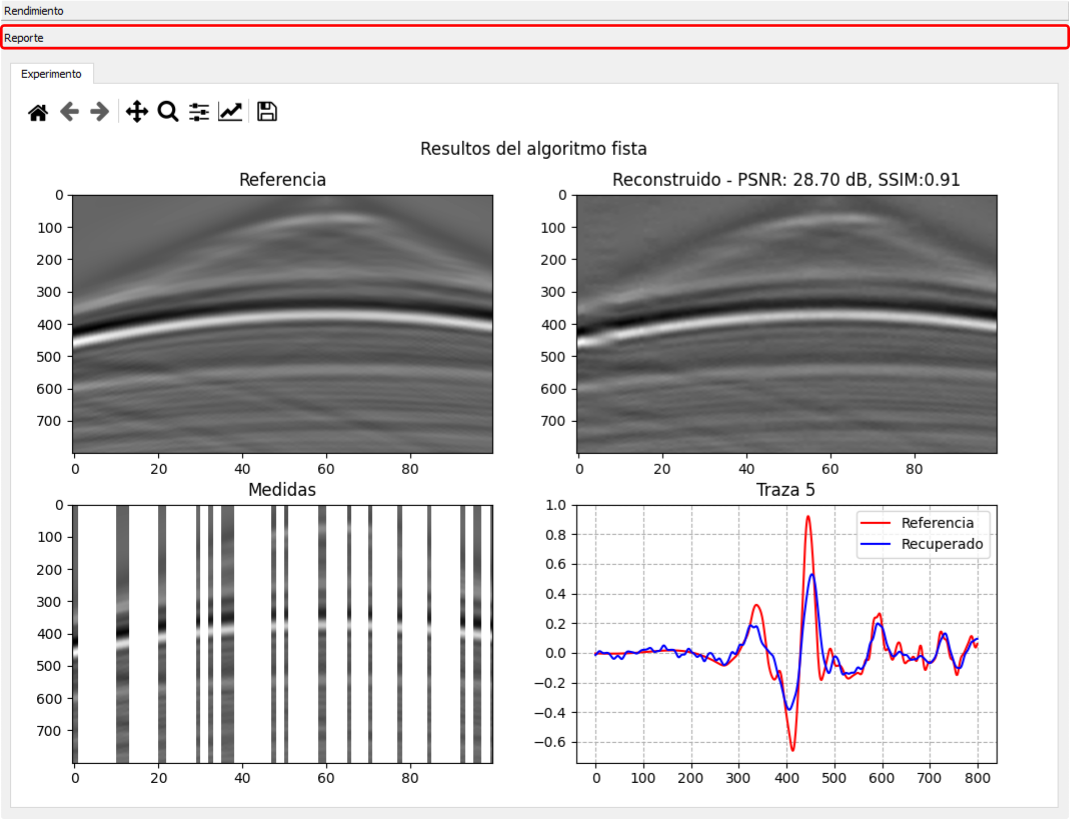 Rendimiento
Reporte
Experimento
Resultos del algoritmo fista
Referencia
0
100
200
300
400
500
600
700
0 20 40 60 80
Reconstruido - PSNR: 28.70 dB, SSIM:0.91
0
100
200
300
400
500
600
700
0 20 40 60 80
Medidas
0
100
200
300
400
500
600
700
0 20 40 60 80
Traza 5
1.0
0.8
0.6
0.4
0.2
0.0
−0.2
−0.4
−0.6
0 100 200 300 400 500 600 700 800
Referencia
Recuperado